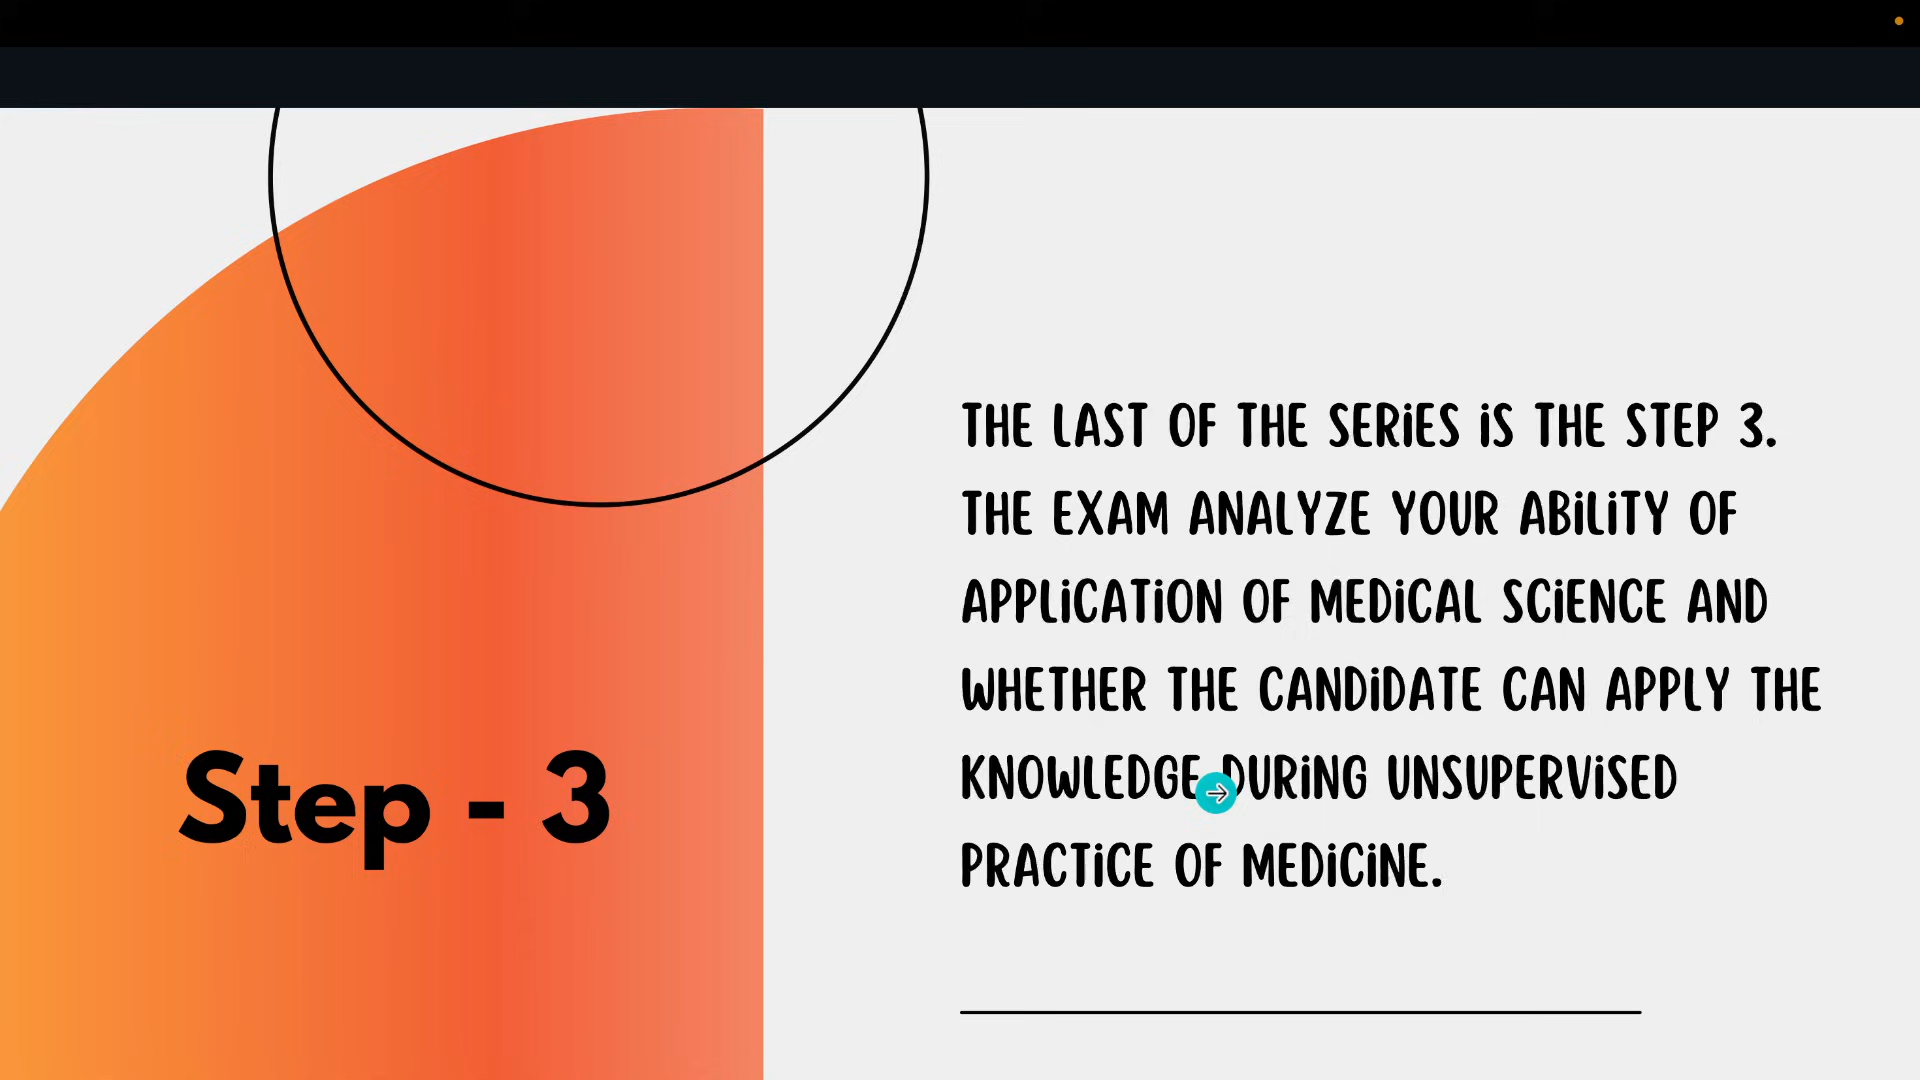 Step - 3
THE LAST OF THE SERIES IS THE STEP 3.
THE EXAM ANALYZE YOUR ABILITY OF
APPLICATION OF MEDICAL SCIENCE AND
WHETHER THE CANDIDATE CAN APPLY THE
KNOWLEDGE DURING UNSUPERVISED
PRACTICE OF MEDICINE.